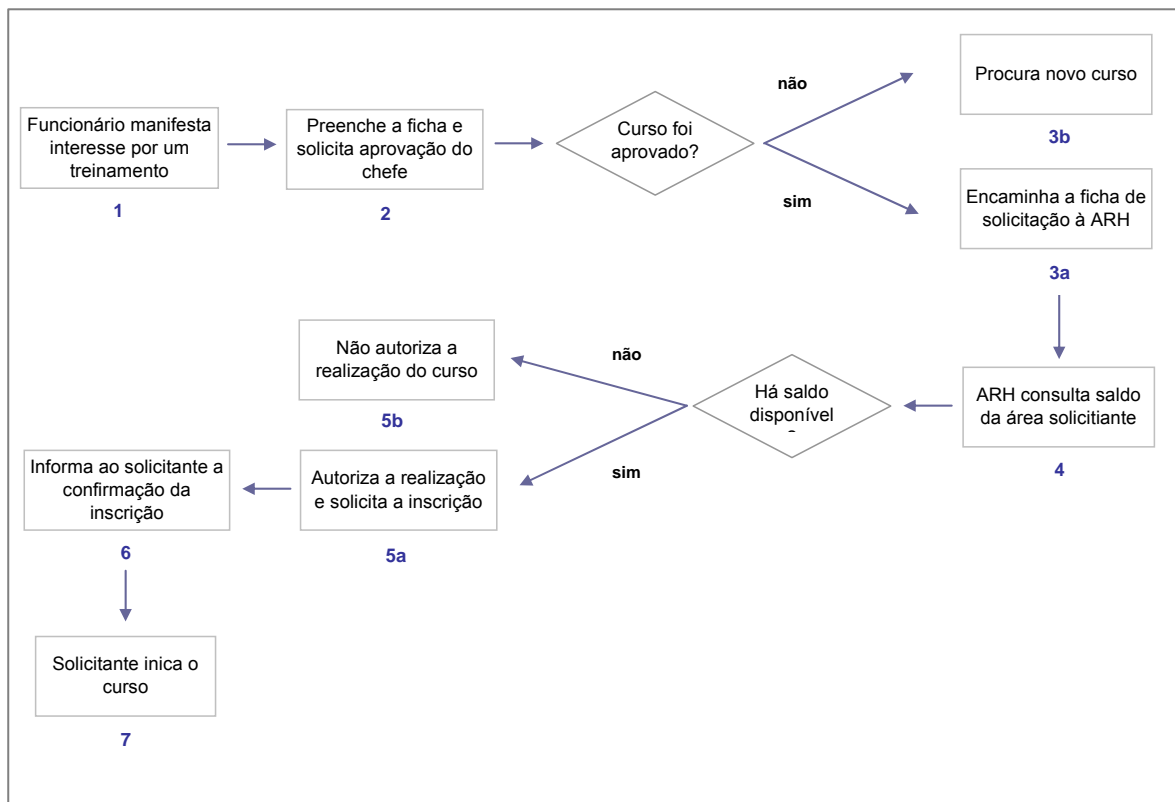 Funcionário manifesta
interesse por um
treinamento
1
Preenche a ficha e
solicita aprovação do
chefe
2
Curso foi
aprovado?
não
Procura novo curso
3b
sim
Encaminha a ficha de
solicitação à ARH
3a
ARH consulta saldo
da área solicitiante
4
Há saldo
disponível
não
Não autoriza a
realização do curso
5b
sim
Autoriza a realização
e solicita a inscrição
5a
Informa ao solicitante a
confirmação da
inscrição
6
Solicitante inica o
curso
7